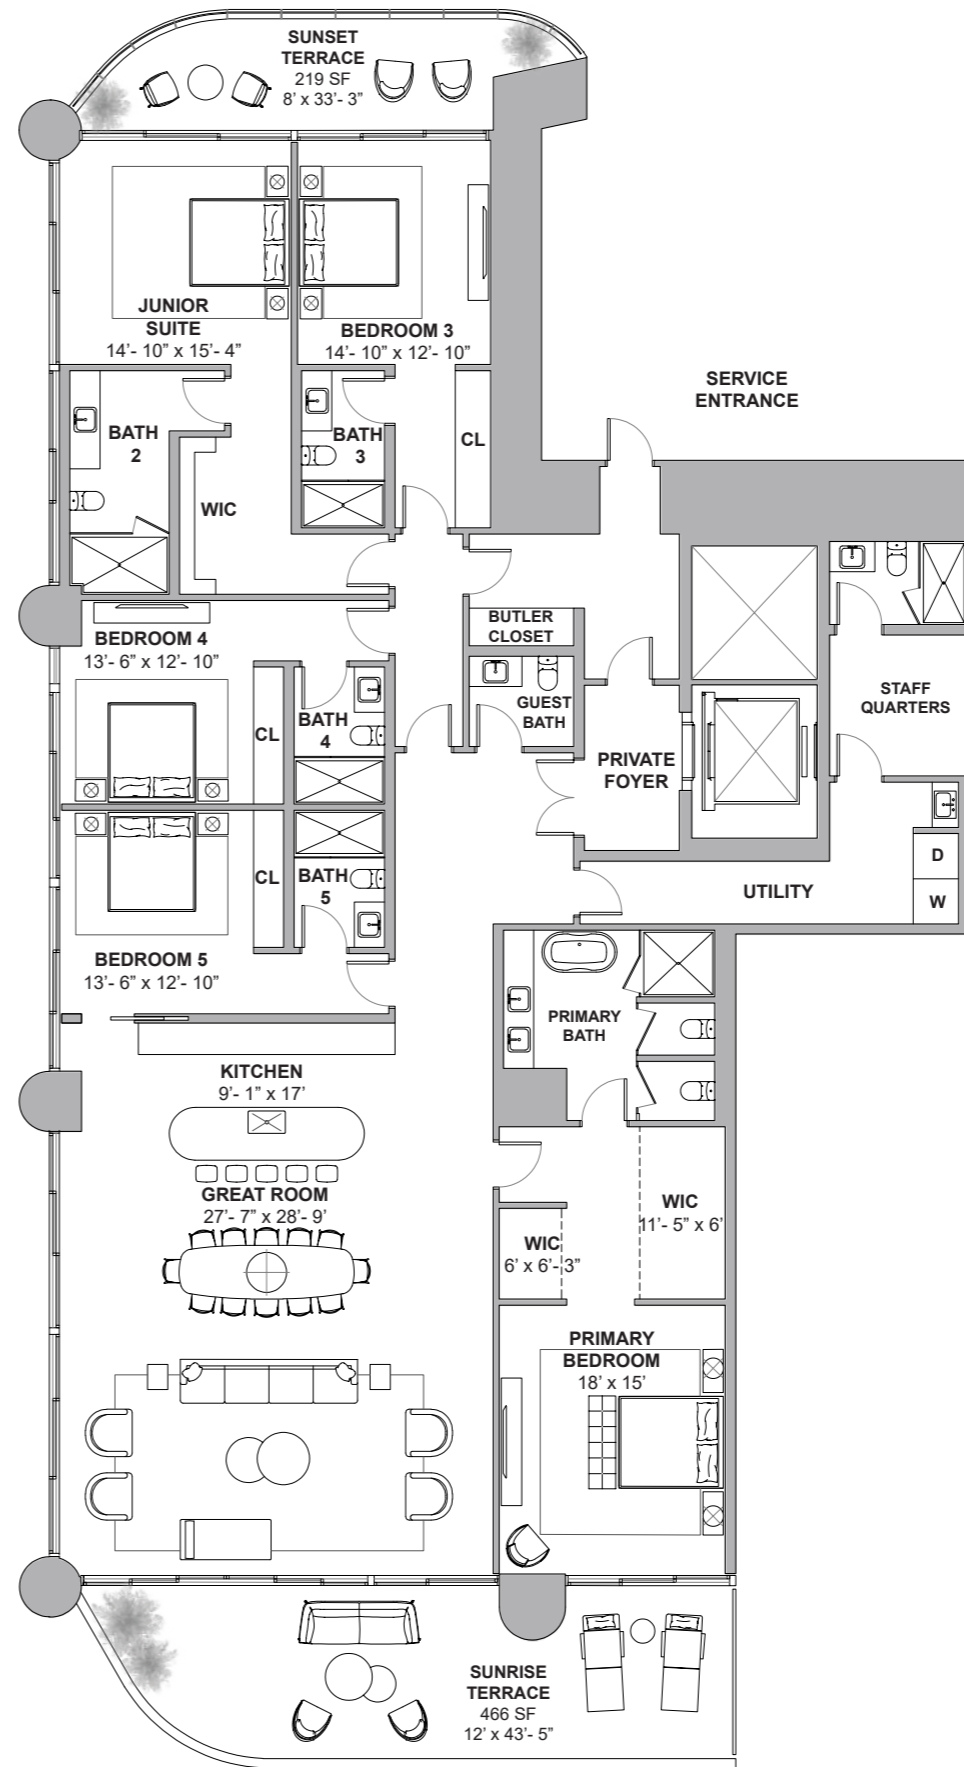 SUNSET
TERRACE
219 SF
8’ x 33’- 3”
JUNIOR
SUITE
14’- 10” x 15’- 4”
BEDROOM 3
14’- 10” x 12’- 10”
SERVICE
ENTRANCE
BATH
2
BATH
3
CL
WIC
BUTLER
CLOSET
BEDROOM 4
13’- 6” x 12’- 10”
STAFF
QUARTERS
GUEST
BATH
CL
BATH
4
PRIVATE
FOYER
D
W
UTILITY
CL
BATH
5
BEDROOM 5
13’- 6” x 12’- 10”
PRIMARY
BATH
KITCHEN
9’- 1” x 17’
GREAT ROOM
27’- 7” x 28’- 9’
WIC
11’- 5” x 6’
WIC
6’ x 6’- 3”
PRIMARY
BEDROOM
18’ x 15’
SUNRISE
TERRACE
466 SF
12’ x 43’- 5”